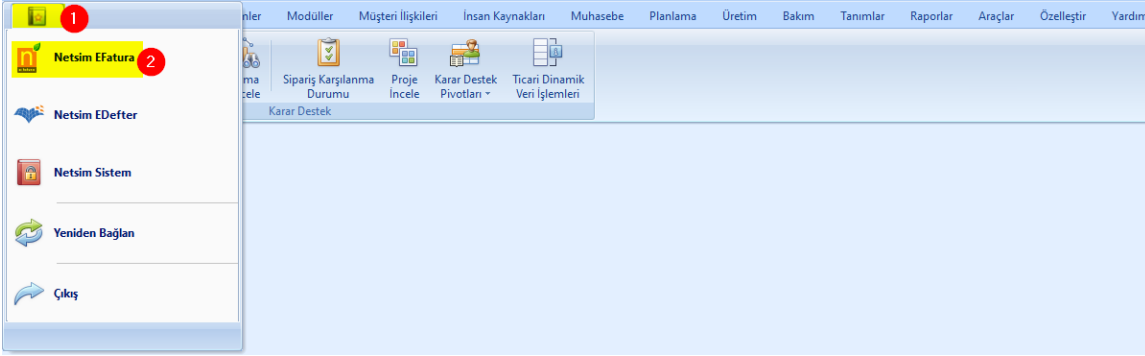 1
nler Modüller Müşteri İlişkileri İnsan Kaynakları Muhasebe Planlama Üretim Bakım Tanımlar Raporlar Araçlar Özelleştir Yardım
Netsim EFatura 2
ma Sipariş Karşılanma Proje Karar Destek Ticari Dinamik
cele Durumu İncele Pivotları Veri İşlemleri
Karar Destek
Netsim EDefter
Netsim Sistem
Yeniden Bağlan
Çıkış